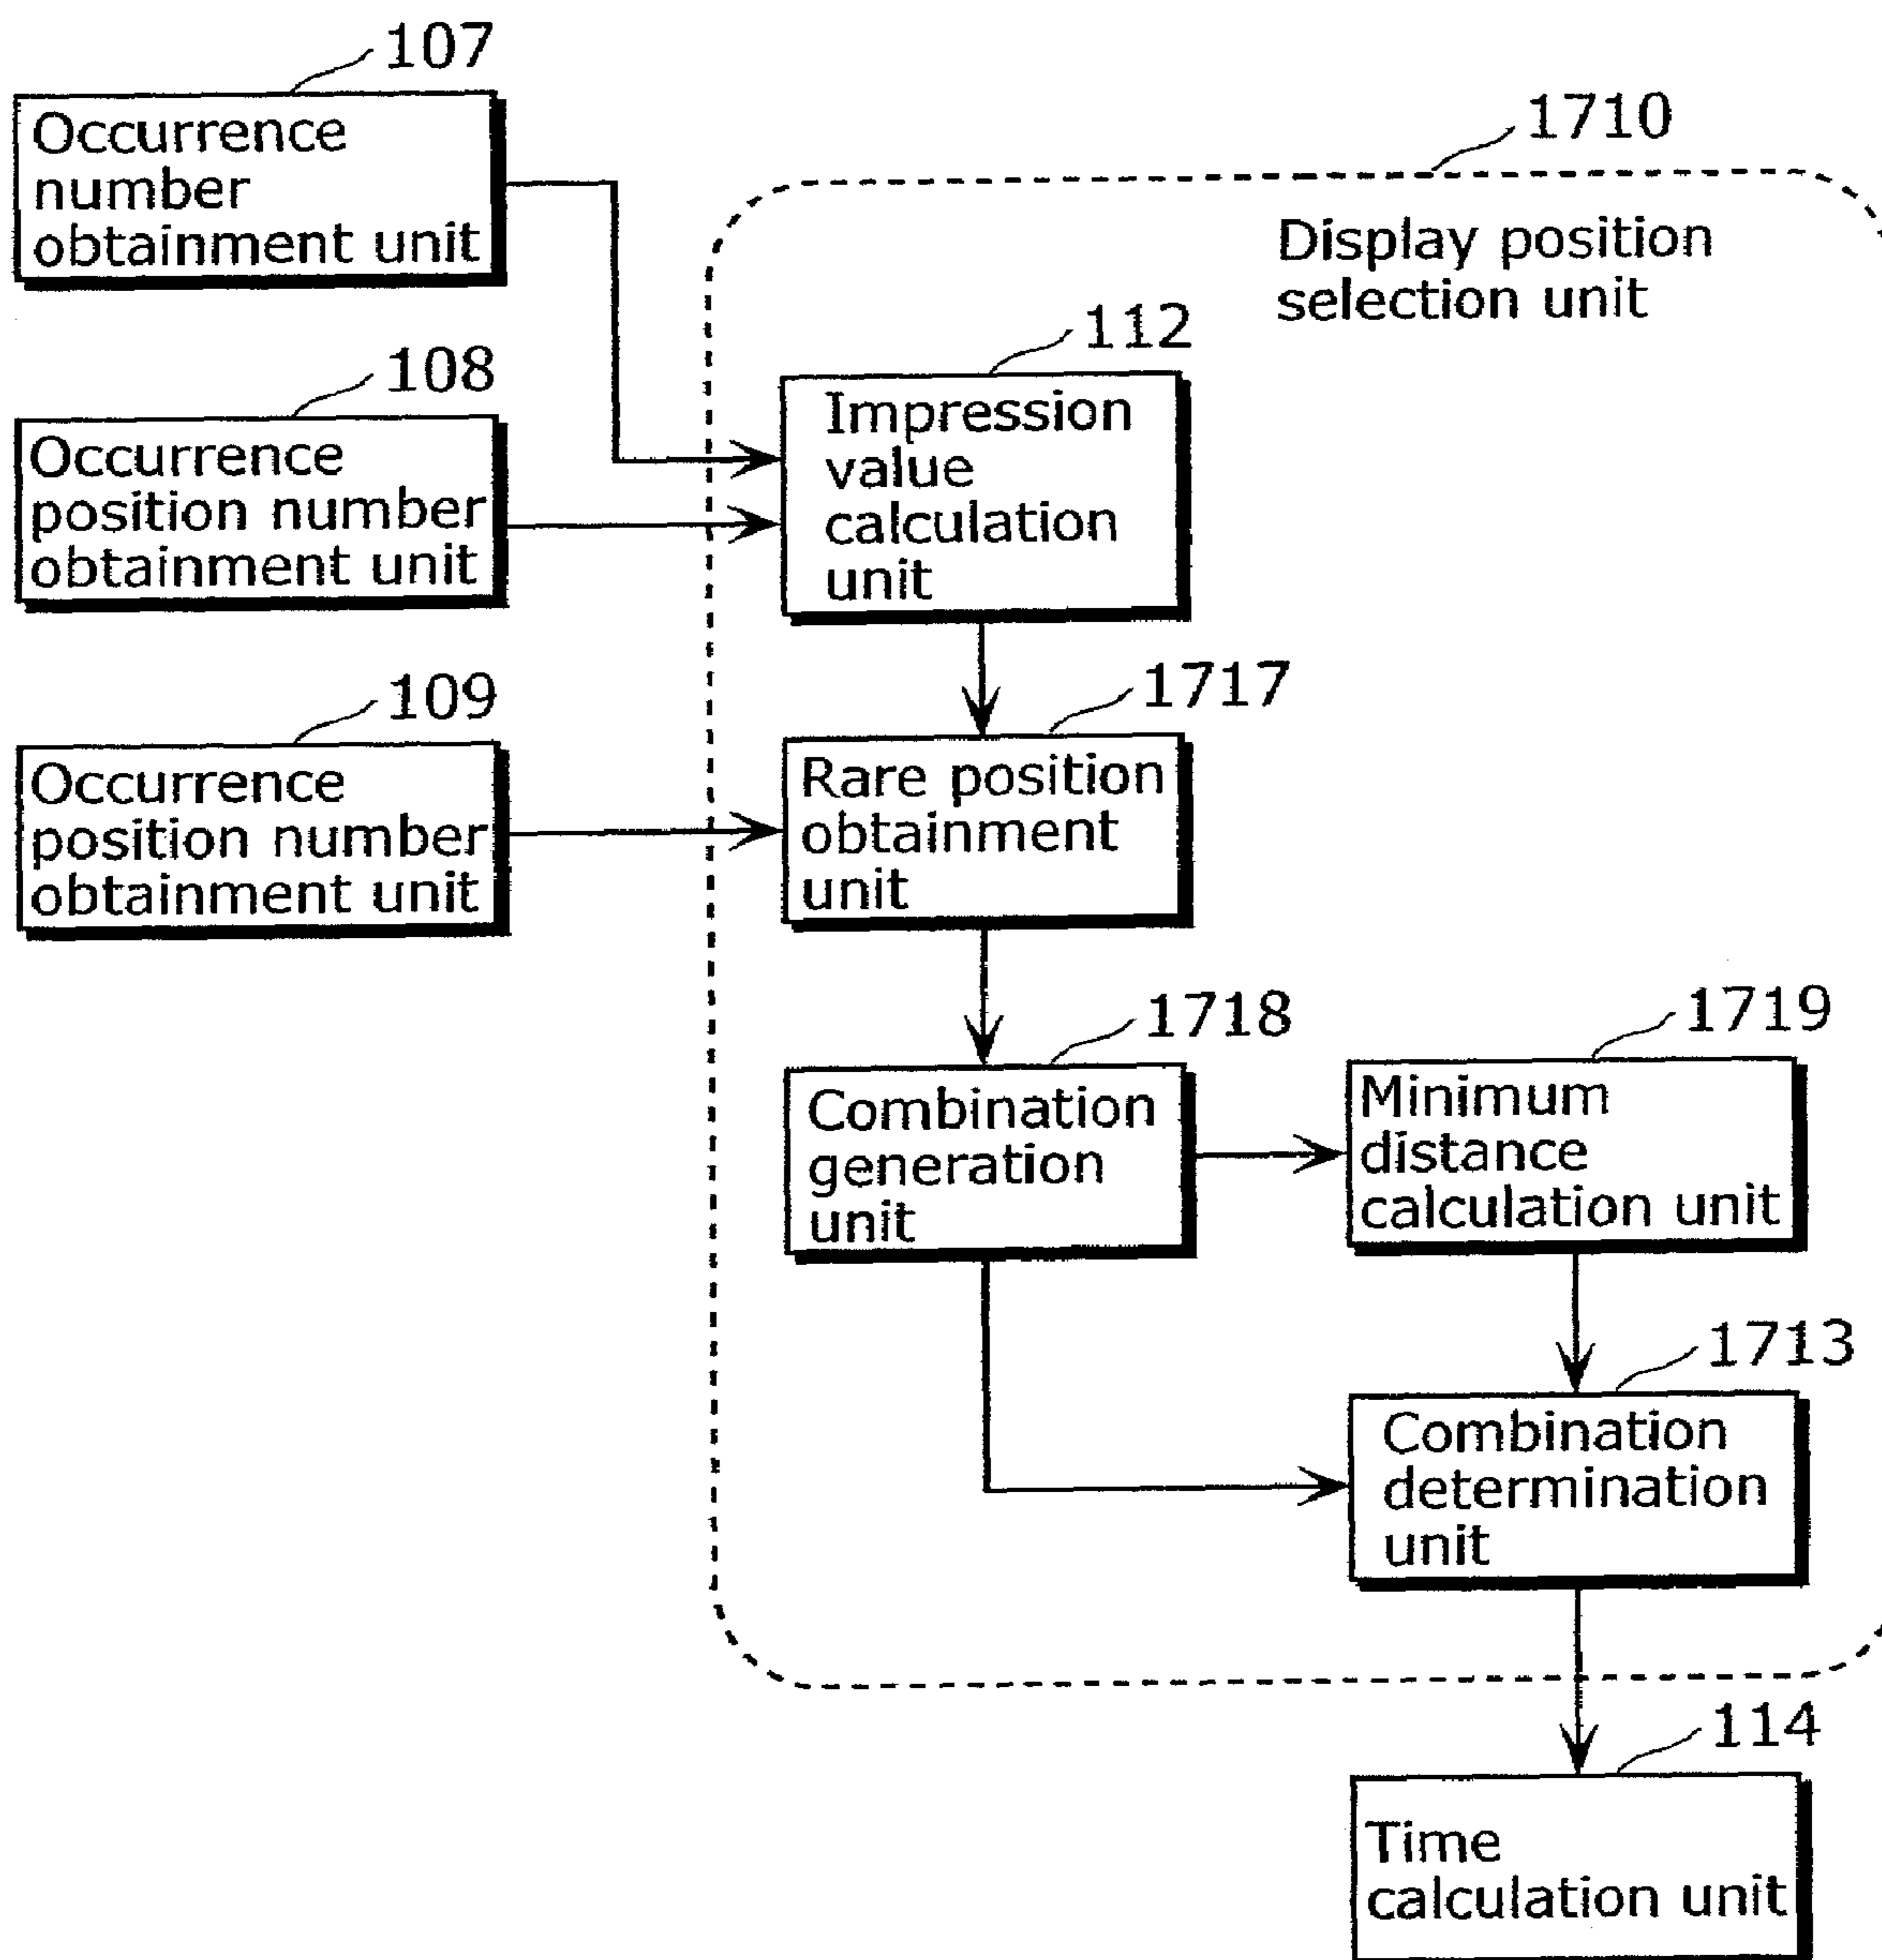 107
Occurrence
number
obtainment unit
1710
Display position
selection unit
108
Occurrence
position number
obtainment unit
112
Impression
value
calculation
unit
109
Occurrence
position number
obtainment unit
1717
Rare position
obtainment
unit
1718
Combination
generation
unit
1719
Minimum
distance
calculation unit
1713
Combination
determination
unit
114
Time
calculation unit